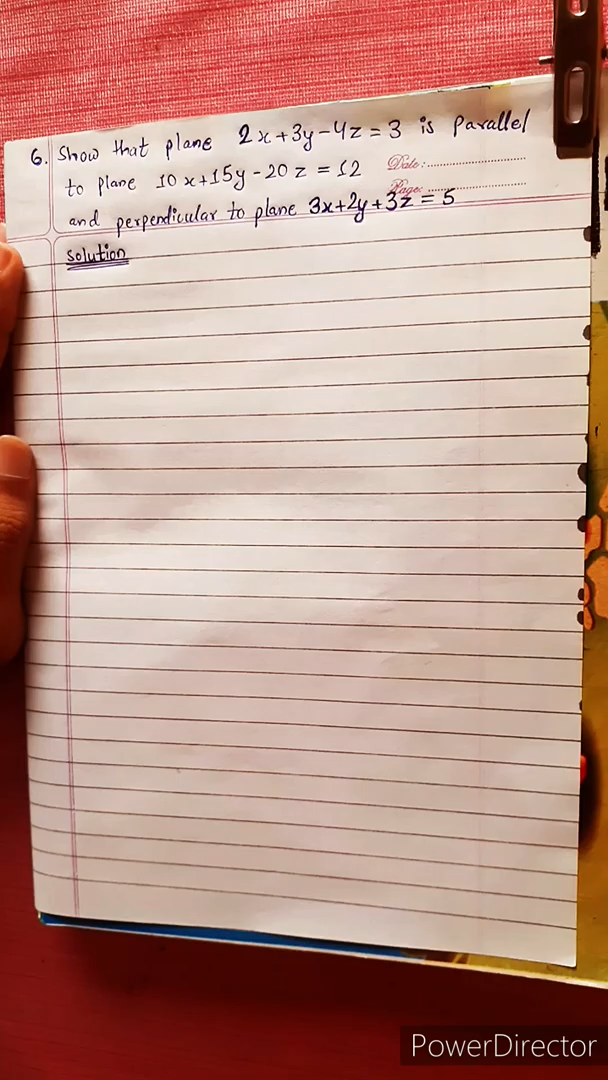 6. Show that plane 2x+3y-4z=3 is parallel
to plane 10x+15y-20z = 12 Date:
Page:
and perpendicular to plane 3x+2y+3z=5
Solution
PowerDirector